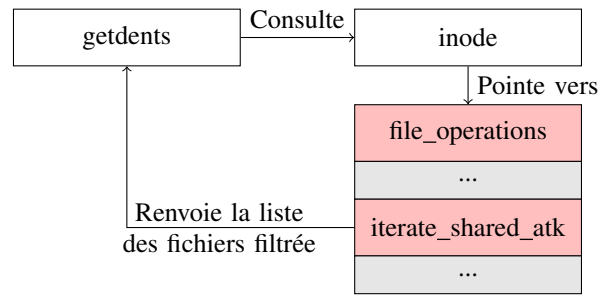 getdents
Consulte
inode
Pointe vers
file_operations
...
iterate_shared_atk
...
Renvoie la liste
des fichiers filtrée